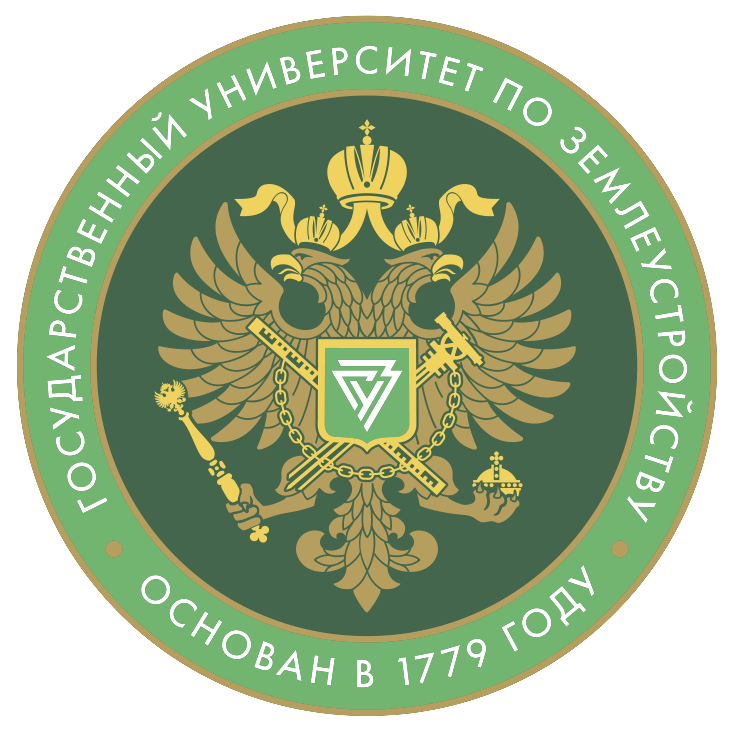 ГОСУДАРСТВЕННЫЙ УНИВЕРСИТЕТ ПО ЗЕМЛЕУСТРОЙСТВУ
ОСНОВАН В 1779 ГОДУ